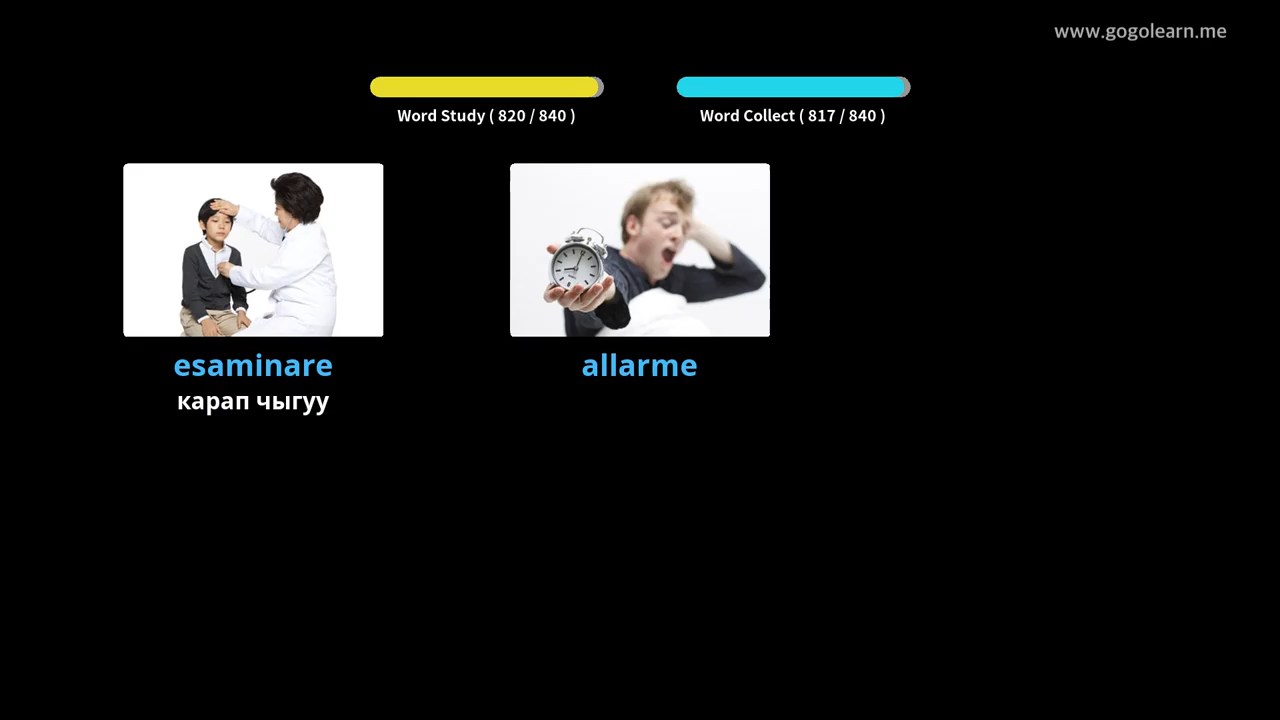 www.gogolearn.me
Word Study ( 820 / 840 )
Word Collect ( 817 / 840 )
esaminare
карап чыгуу
allarme